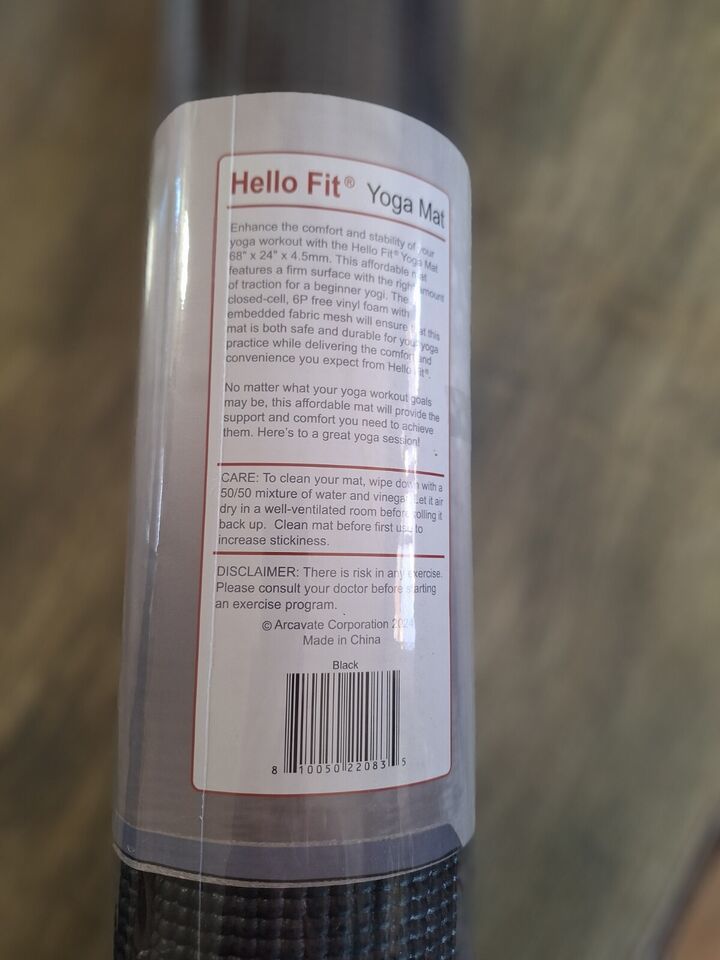 Hello Fit® Yoga Mat
Enhance the comfort and stability of your
yoga workout with the Hello Fit® Yoga Mat
68" x 24" x 4.5mm. This affordable mat
features a firm surface with the right amount
of traction for a beginner yogi. The
closed-cell, 6P free vinyl foam with
embedded fabric mesh will ensure that this
mat is both safe and durable for your yoga
practice while delivering the comfort and
convenience you expect from Hello Fit®.
No matter what your yoga workout goals
may be, this affordable mat will provide the
support and comfort you need to achieve
them. Here's to a great yoga session!
CARE: To clean your mat, wipe down with a
50/50 mixture of water and vinegar. Let it air
dry in a well-ventilated room before rolling it
back up. Clean mat before first use to
increase stickiness.
DISCLAIMER: There is risk in any exercise.
Please consult your doctor before starting
an exercise program.
© Arcavate Corporation 2024
Made in China
Black
8 10050 22083 5